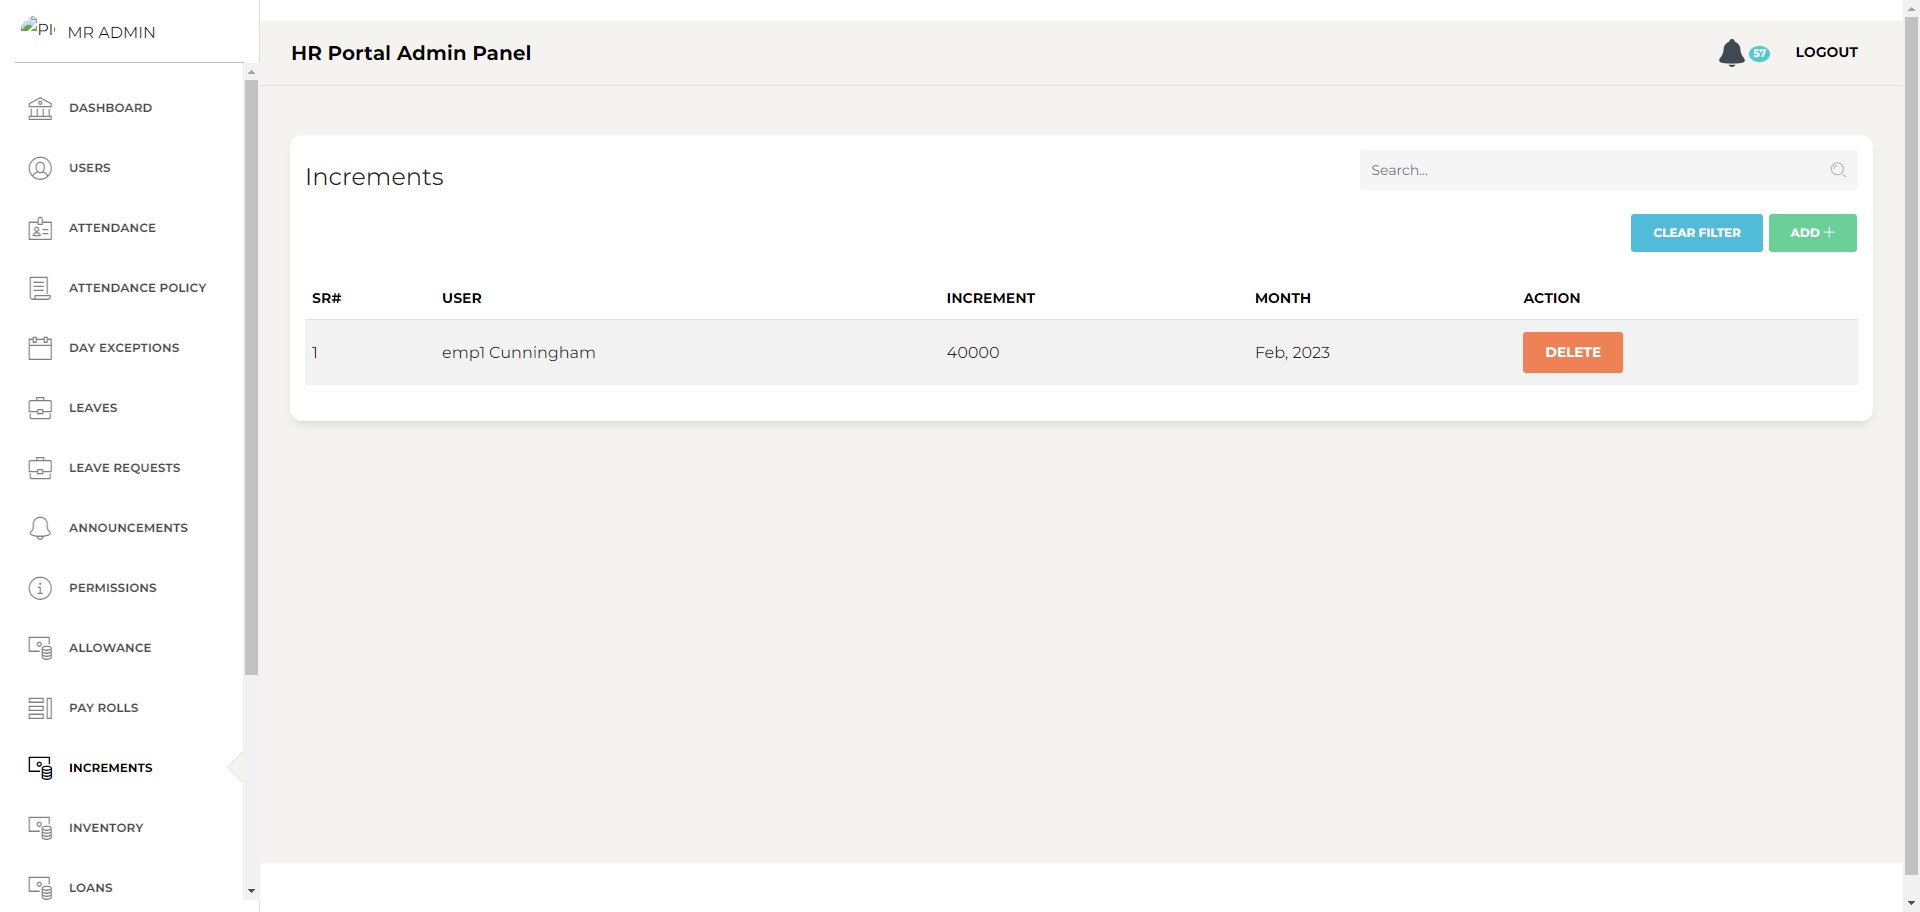 MR ADMIN
DASHBOARD
USERS
ATTENDANCE
ATTENDANCE POLICY
DAY EXCEPTIONS
LEAVES
LEAVE REQUESTS
ANNOUNCEMENTS
PERMISSIONS
ALLOWANCE
PAY ROLLS
INCREMENTS
INVENTORY
LOANS
HR Portal Admin Panel
57
LOGOUT
Increments
Search...
CLEAR FILTER
ADD +
SR# USER INCREMENT MONTH ACTION
1 emp1 Cunningham 40000 Feb, 2023 DELETE